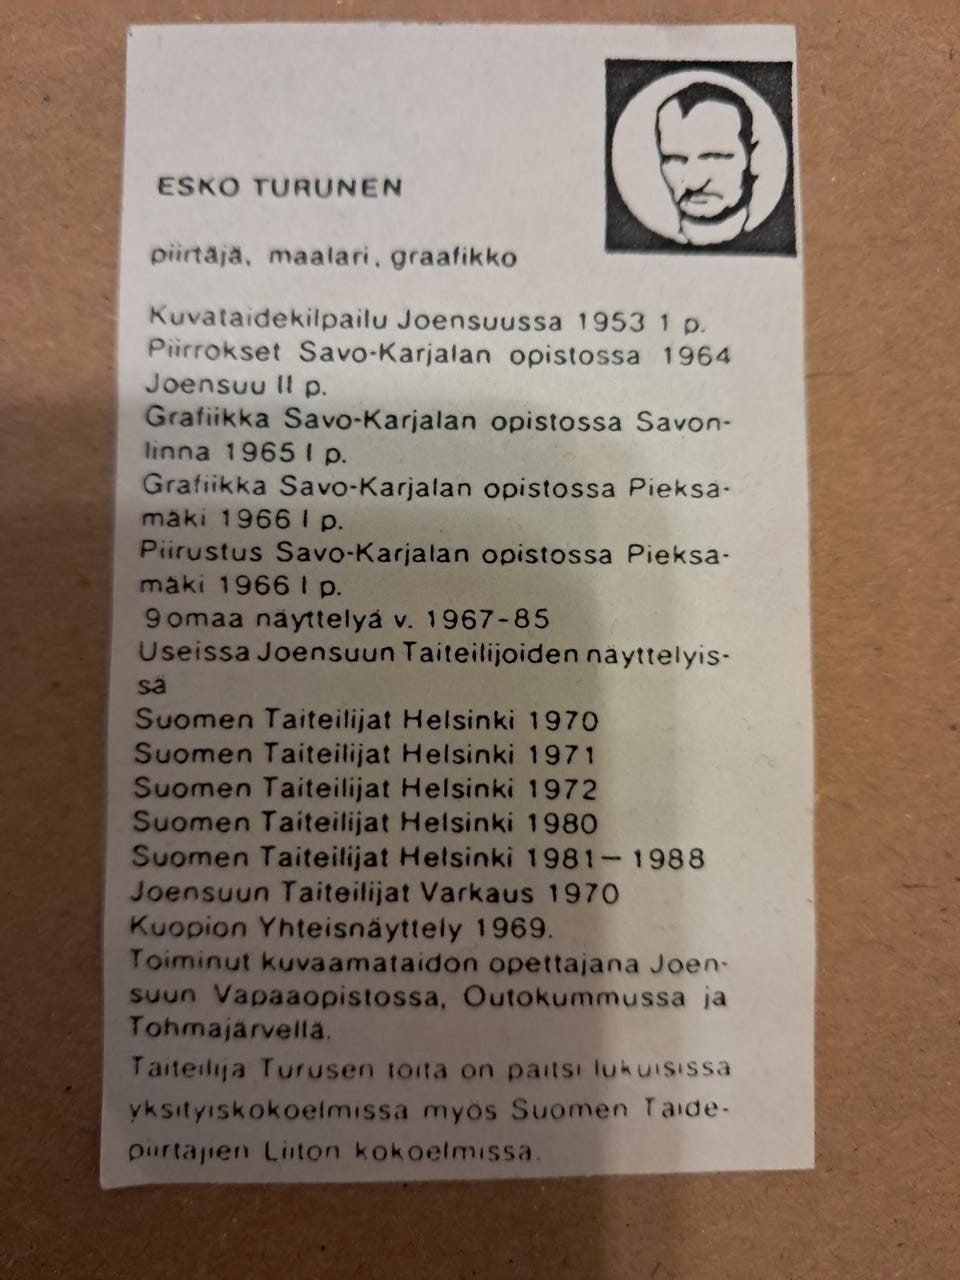 ESKO TURUNEN
piirtäjä, maalari, graafikko
Kuvataidekilpailu Joensuussa 1953 1 p.
Piirrokset Savo-Karjalan opistossa 1964
Joensuu II p.
Grafiikka Savo-Karjalan opistossa Savon-
linna 1965 I p.
Grafiikka Savo-Karjalan opistossa Pieksä-
mäki 1966 I p.
Piirustus Savo-Karjalan opistossa Pieksä-
mäki 1966 I p.
9 omaa näyttelyä v. 1967-85
Useissa Joensuun Taiteilijoiden näyttelyis-
sä
Suomen Taiteilijat Helsinki 1970
Suomen Taiteilijat Helsinki 1971
Suomen Taiteilijat Helsinki 1972
Suomen Taiteilijat Helsinki 1980
Suomen Taiteilijat Helsinki 1981 – 1988
Joensuun Taiteilijat Varkaus 1970
Kuopion Yhteisnäyttely 1969.
Toiminut kuvaamataidon opettajana Joen-
suun Vapaaopistossa, Outokummussa ja
Tohmajärvellä.
Taiteilija Turusen töitä on paitsi lukuisissa
yksityiskokoelmissa myös Suomen Taide-
piirtäjien Liiton kokoelmissa.